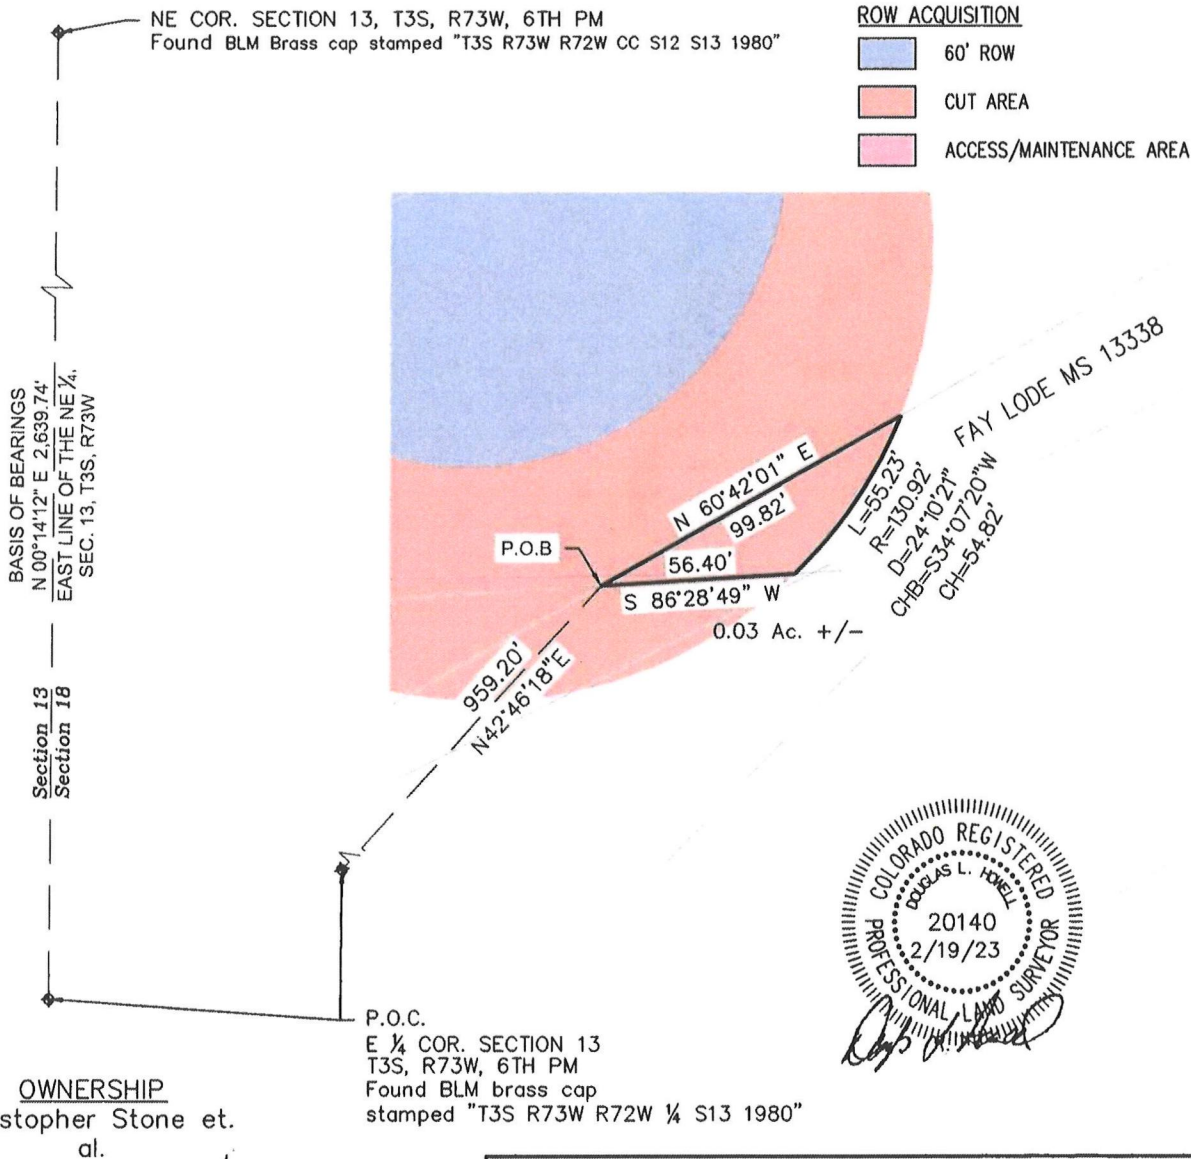 NE COR. SECTION 13, T3S, R73W, 6TH PM
Found BLM Brass cap stamped "T3S R73W R72W CC S12 S13 1980"
ROW ACQUISITION
60' ROW
CUT AREA
ACCESS/MAINTENANCE AREA
BASIS OF BEARINGS
N 00°14'12" E 2,639.74'
EAST LINE OF THE NE ¼,
SEC. 13, T3S, R73W
Section 13
Section 18
FAY LODE MS 13338
N 60°42'01" E
99.82'
P.O.B
56.40'
S 86°28'49" W
0.03 Ac. +/-
L=55.23'
R=130.92'
D=24°10'21"
CHB=S34°07'20"W
CH=54.82'
959.20'
N42°46'18"E
COLORADO REGISTERED
DOUGLAS L. HOWELL
20140
2/19/23
PROFESSIONAL LAND SURVEYOR
P.O.C.
E ¼ COR. SECTION 13
T3S, R73W, 6TH PM
Found BLM brass cap
stamped "T3S R73W R72W ¼ S13 1980"
OWNERSHIP
stopher Stone et.
al.